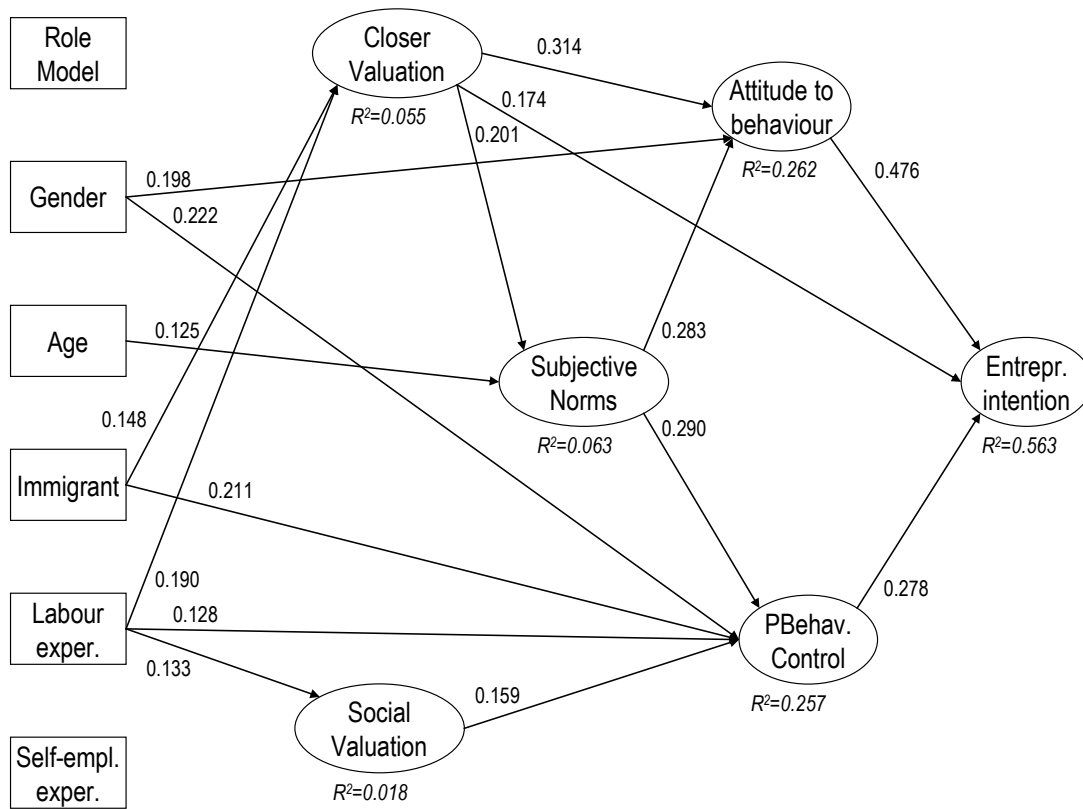 Role
Model
Closer
Valuation
R²=0.055
0.314
0.174
0.201
Attitude to
behaviour
R²=0.262
0.476
Gender
0.198
0.222
Age
0.125
0.283
Subjective
Norms
R²=0.063
0.290
Entrepr.
intention
R²=0.563
0.148
Immigrant
0.211
0.190
Labour
exper.
0.128
0.133
0.278
PBehav.
Control
R²=0.257
0.159
Social
Valuation
R²=0.018
Self-empl.
exper.